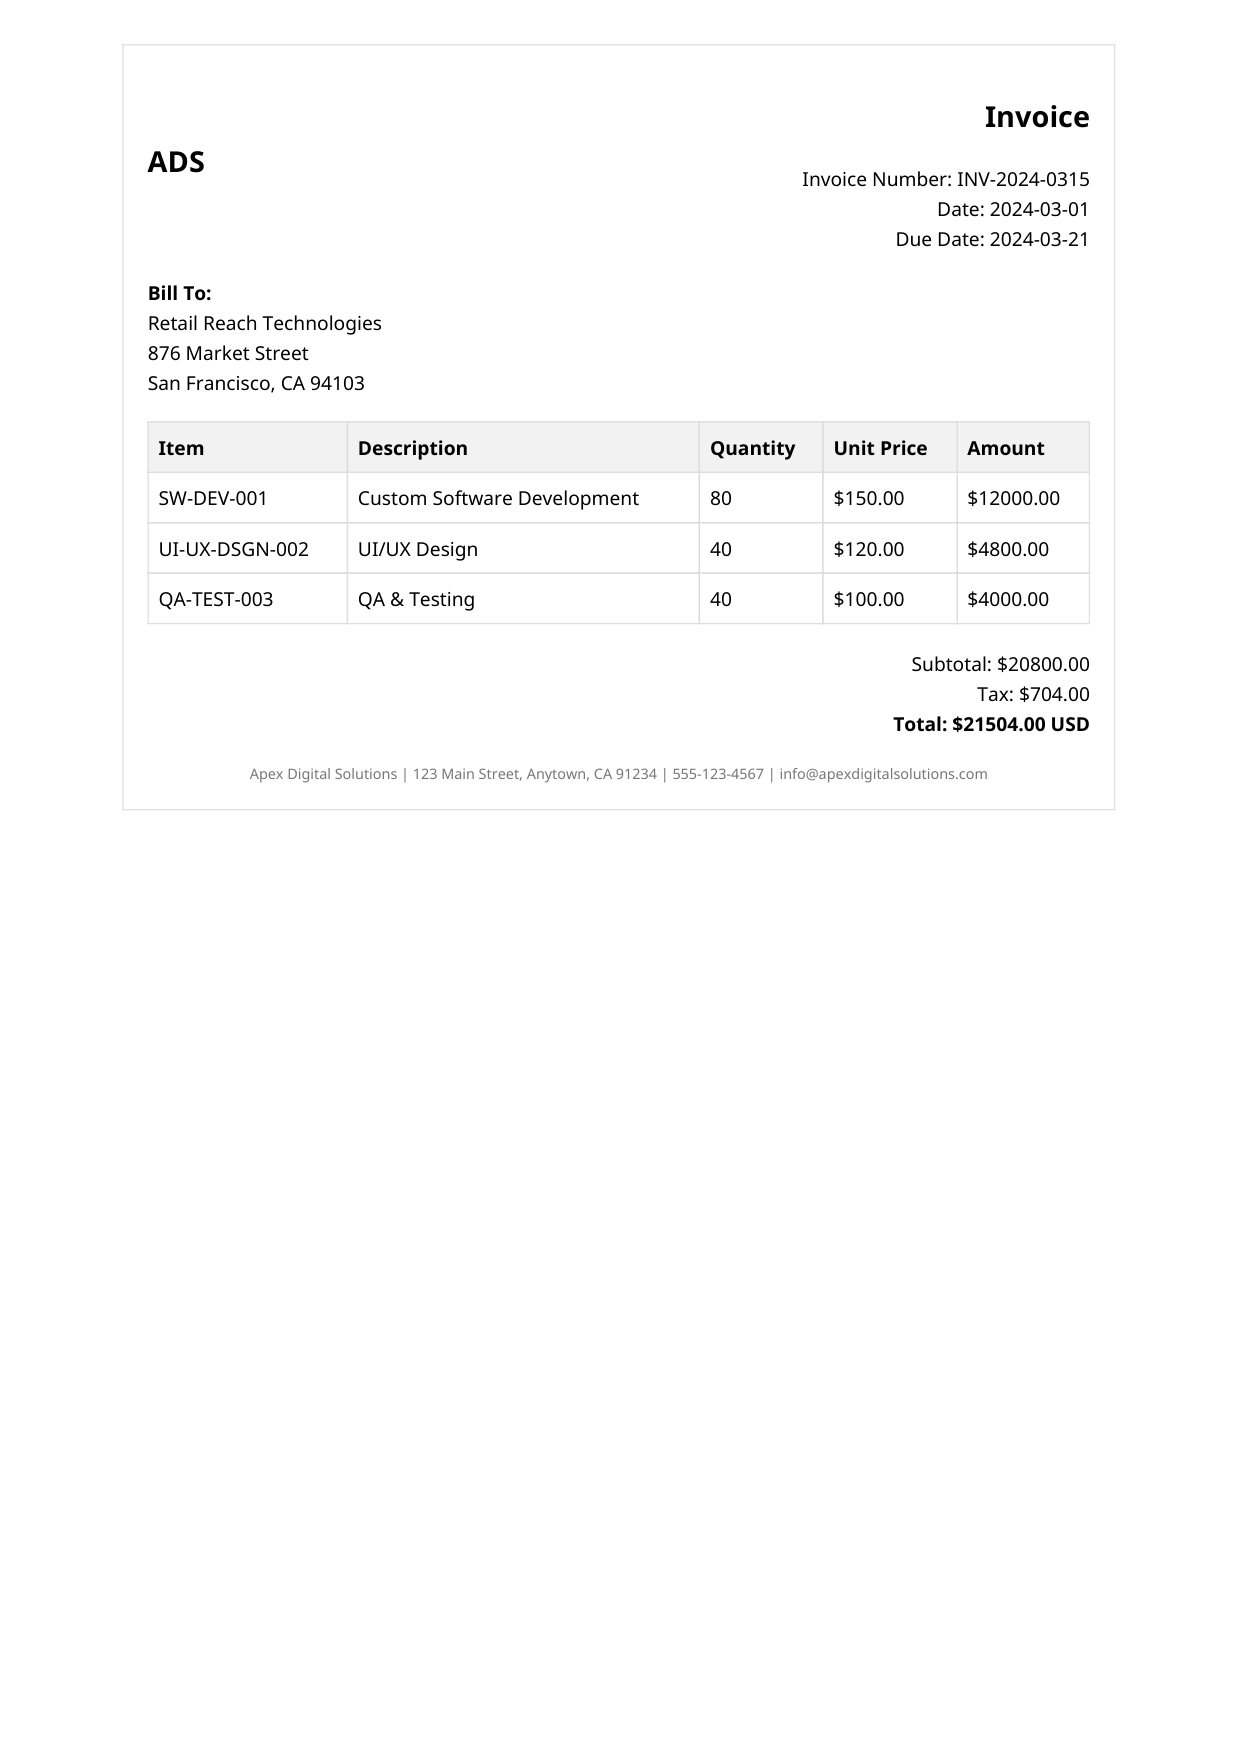 Invoice
ADS
Invoice Number: INV-2024-0315
Date: 2024-03-01
Due Date: 2024-03-21
Bill To:
Retail Reach Technologies
876 Market Street
San Francisco, CA 94103
Item Description Quantity Unit Price Amount
SW-DEV-001 Custom Software Development 80 $150.00 $12000.00
UI-UX-DSGN-002 UI/UX Design 40 $120.00 $4800.00
QA-TEST-003 QA & Testing 40 $100.00 $4000.00
Subtotal: $20800.00
Tax: $704.00
Total: $21504.00 USD
Apex Digital Solutions | 123 Main Street, Anytown, CA 91234 | 555-123-4567 | info@apexdigitalsolutions.com